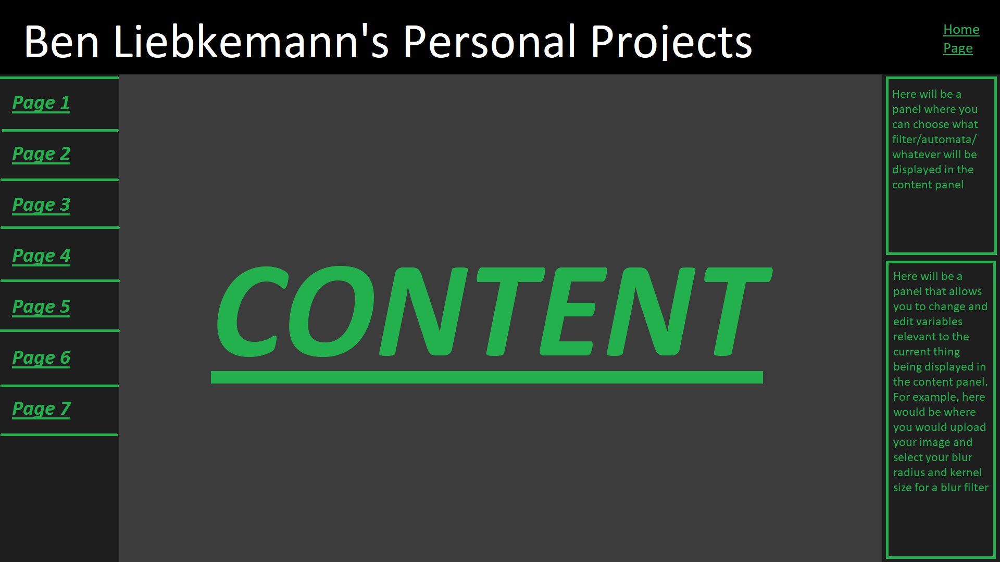 Ben Liebkemann's Personal Projects
Home
Page
Page 1
Page 2
Page 3
Page 4
Page 5
Page 6
Page 7
CONTENT
Here will be a
panel where you
can choose what
filter/automata/
whatever will be
displayed in the
content panel
Here will be a
panel that allows
you to change and
edit variables
relevant to the
current thing
being displayed in
the content panel.
For example, here
would be where
you would upload
your image and
select your blur
radius and kernel
size for a blur filter